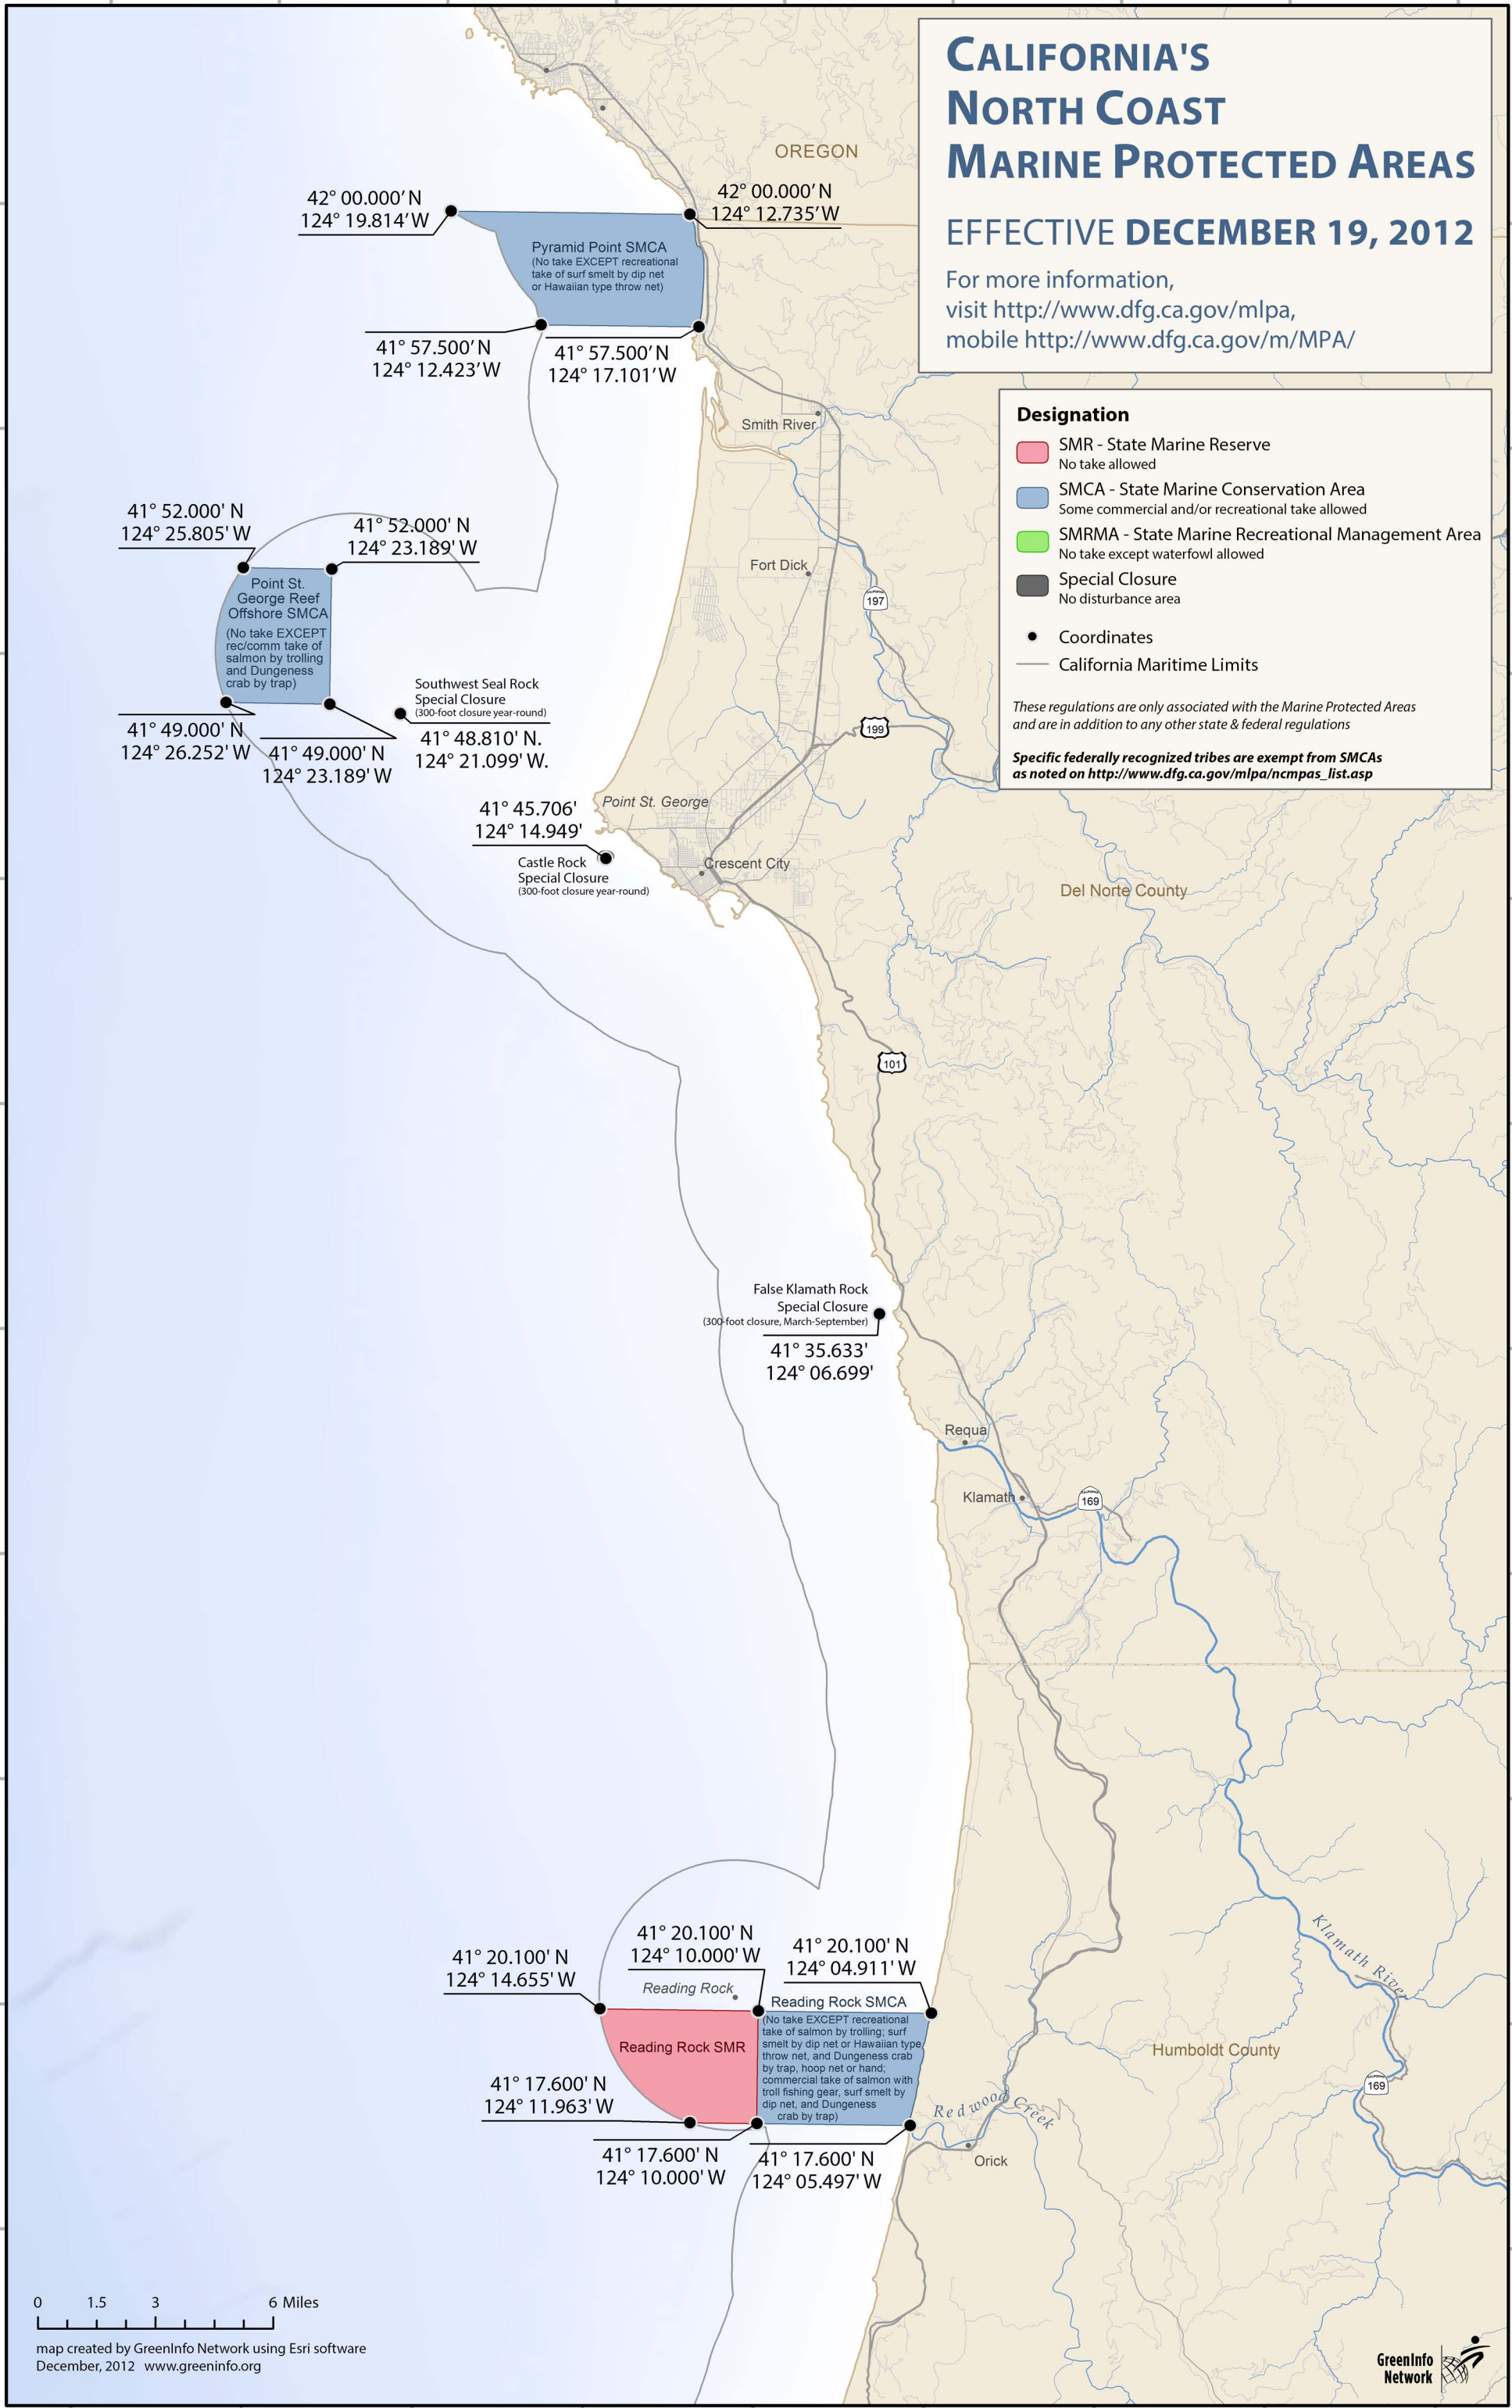 CALIFORNIA'S
NORTH COAST
MARINE PROTECTED AREAS
EFFECTIVE DECEMBER 19, 2012
For more information,
visit http://www.dfg.ca.gov/mlpa,
mobile http://www.dfg.ca.gov/m/MPA/
Designation
SMR - State Marine Reserve
No take allowed
SMCA - State Marine Conservation Area
Some commercial and/or recreational take allowed
SMRMA - State Marine Recreational Management Area
No take except waterfowl allowed
Special Closure
No disturbance area
Coordinates
California Maritime Limits
These regulations are only associated with the Marine Protected Areas
and are in addition to any other state & federal regulations
Specific federally recognized tribes are exempt from SMCAs
as noted on http://www.dfg.ca.gov/mlpa/ncmpas_list.asp
OREGON
42° 00.000' N
124° 19.814' W
42° 00.000' N
124° 12.735' W
Pyramid Point SMCA
(No take EXCEPT recreational
take of surf smelt by dip net
or Hawaiian type throw net)
41° 57.500' N
124° 12.423' W
41° 57.500' N
124° 17.101' W
Smith River
41° 52.000' N
124° 25.805' W
41° 52.000' N
124° 23.189' W
Point St.
George Reef
Offshore SMCA
(No take EXCEPT
rec/comm take of
salmon by trolling
and Dungeness
crab by trap)
Fort Dick
197
41° 49.000' N
124° 26.252' W
41° 49.000' N
124° 23.189' W
Southwest Seal Rock
Special Closure
(300-foot closure year-round)
41° 48.810' N.
124° 21.099' W.
199
Point St. George
41° 45.706'
124° 14.949'
Castle Rock
Special Closure
(300-foot closure year-round)
Crescent City
Del Norte County
101
False Klamath Rock
Special Closure
(300-foot closure, March-September)
41° 35.633'
124° 06.699'
Requa
Klamath
169
Klamath River
41° 20.100' N
124° 14.655' W
41° 20.100' N
124° 10.000' W
41° 20.100' N
124° 04.911' W
Reading Rock
Reading Rock SMCA
(No take EXCEPT recreational
take of salmon by trolling; surf
smelt by dip net or Hawaiian type
throw net, and Dungeness crab
by trap, hoop net or hand;
commercial take of salmon with
troll fishing gear, surf smelt by
dip net, and Dungeness
crab by trap)
Reading Rock SMR
Humboldt County
169
41° 17.600' N
124° 11.963' W
41° 17.600' N
124° 10.000' W
41° 17.600' N
124° 05.497' W
Redwood Creek
Orick
0 1.5 3 6 Miles
map created by GreenInfo Network using Esri software
December, 2012 www.greeninfo.org
GreenInfo
Network